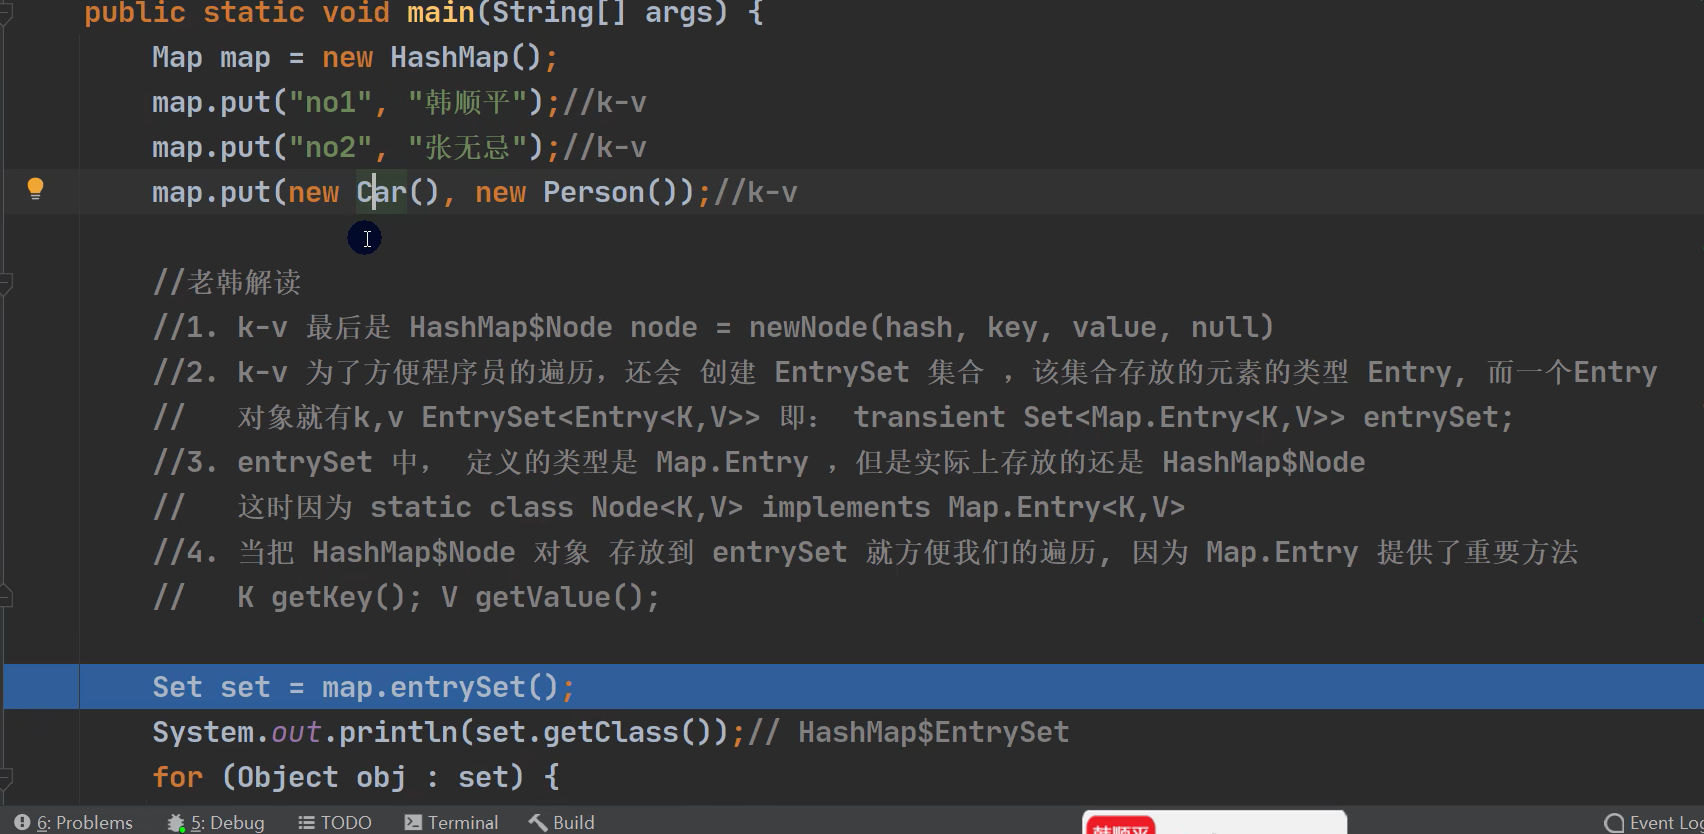 public static void main(String[] args) {
Map map = new HashMap();
map.put("no1", "韩顺平");//k-v
map.put("no2", "张无忌");//k-v
map.put(new Car(), new Person());//k-v
//老韩解读
//1. k-v 最后是 HashMap$Node node = newNode(hash, key, value, null)
//2. k-v 为了方便程序员的遍历，还会 创建 EntrySet 集合 ，该集合存放的元素的类型 Entry, 而一个Entry
// 对象就有k,v EntrySet<Entry<K,V>> 即： transient Set<Map.Entry<K,V>> entrySet;
//3. entrySet 中， 定义的类型是 Map.Entry ，但是实际上存放的还是 HashMap$Node
// 这时因为 static class Node<K,V> implements Map.Entry<K,V>
//4. 当把 HashMap$Node 对象 存放到 entrySet 就方便我们的遍历, 因为 Map.Entry 提供了重要方法
// K getKey(); V getValue();
Set set = map.entrySet();
System.out.println(set.getClass());// HashMap$EntrySet
for (Object obj : set) {
6: Problems 5: Debug TODO Terminal Build 韩顺平 Event Log